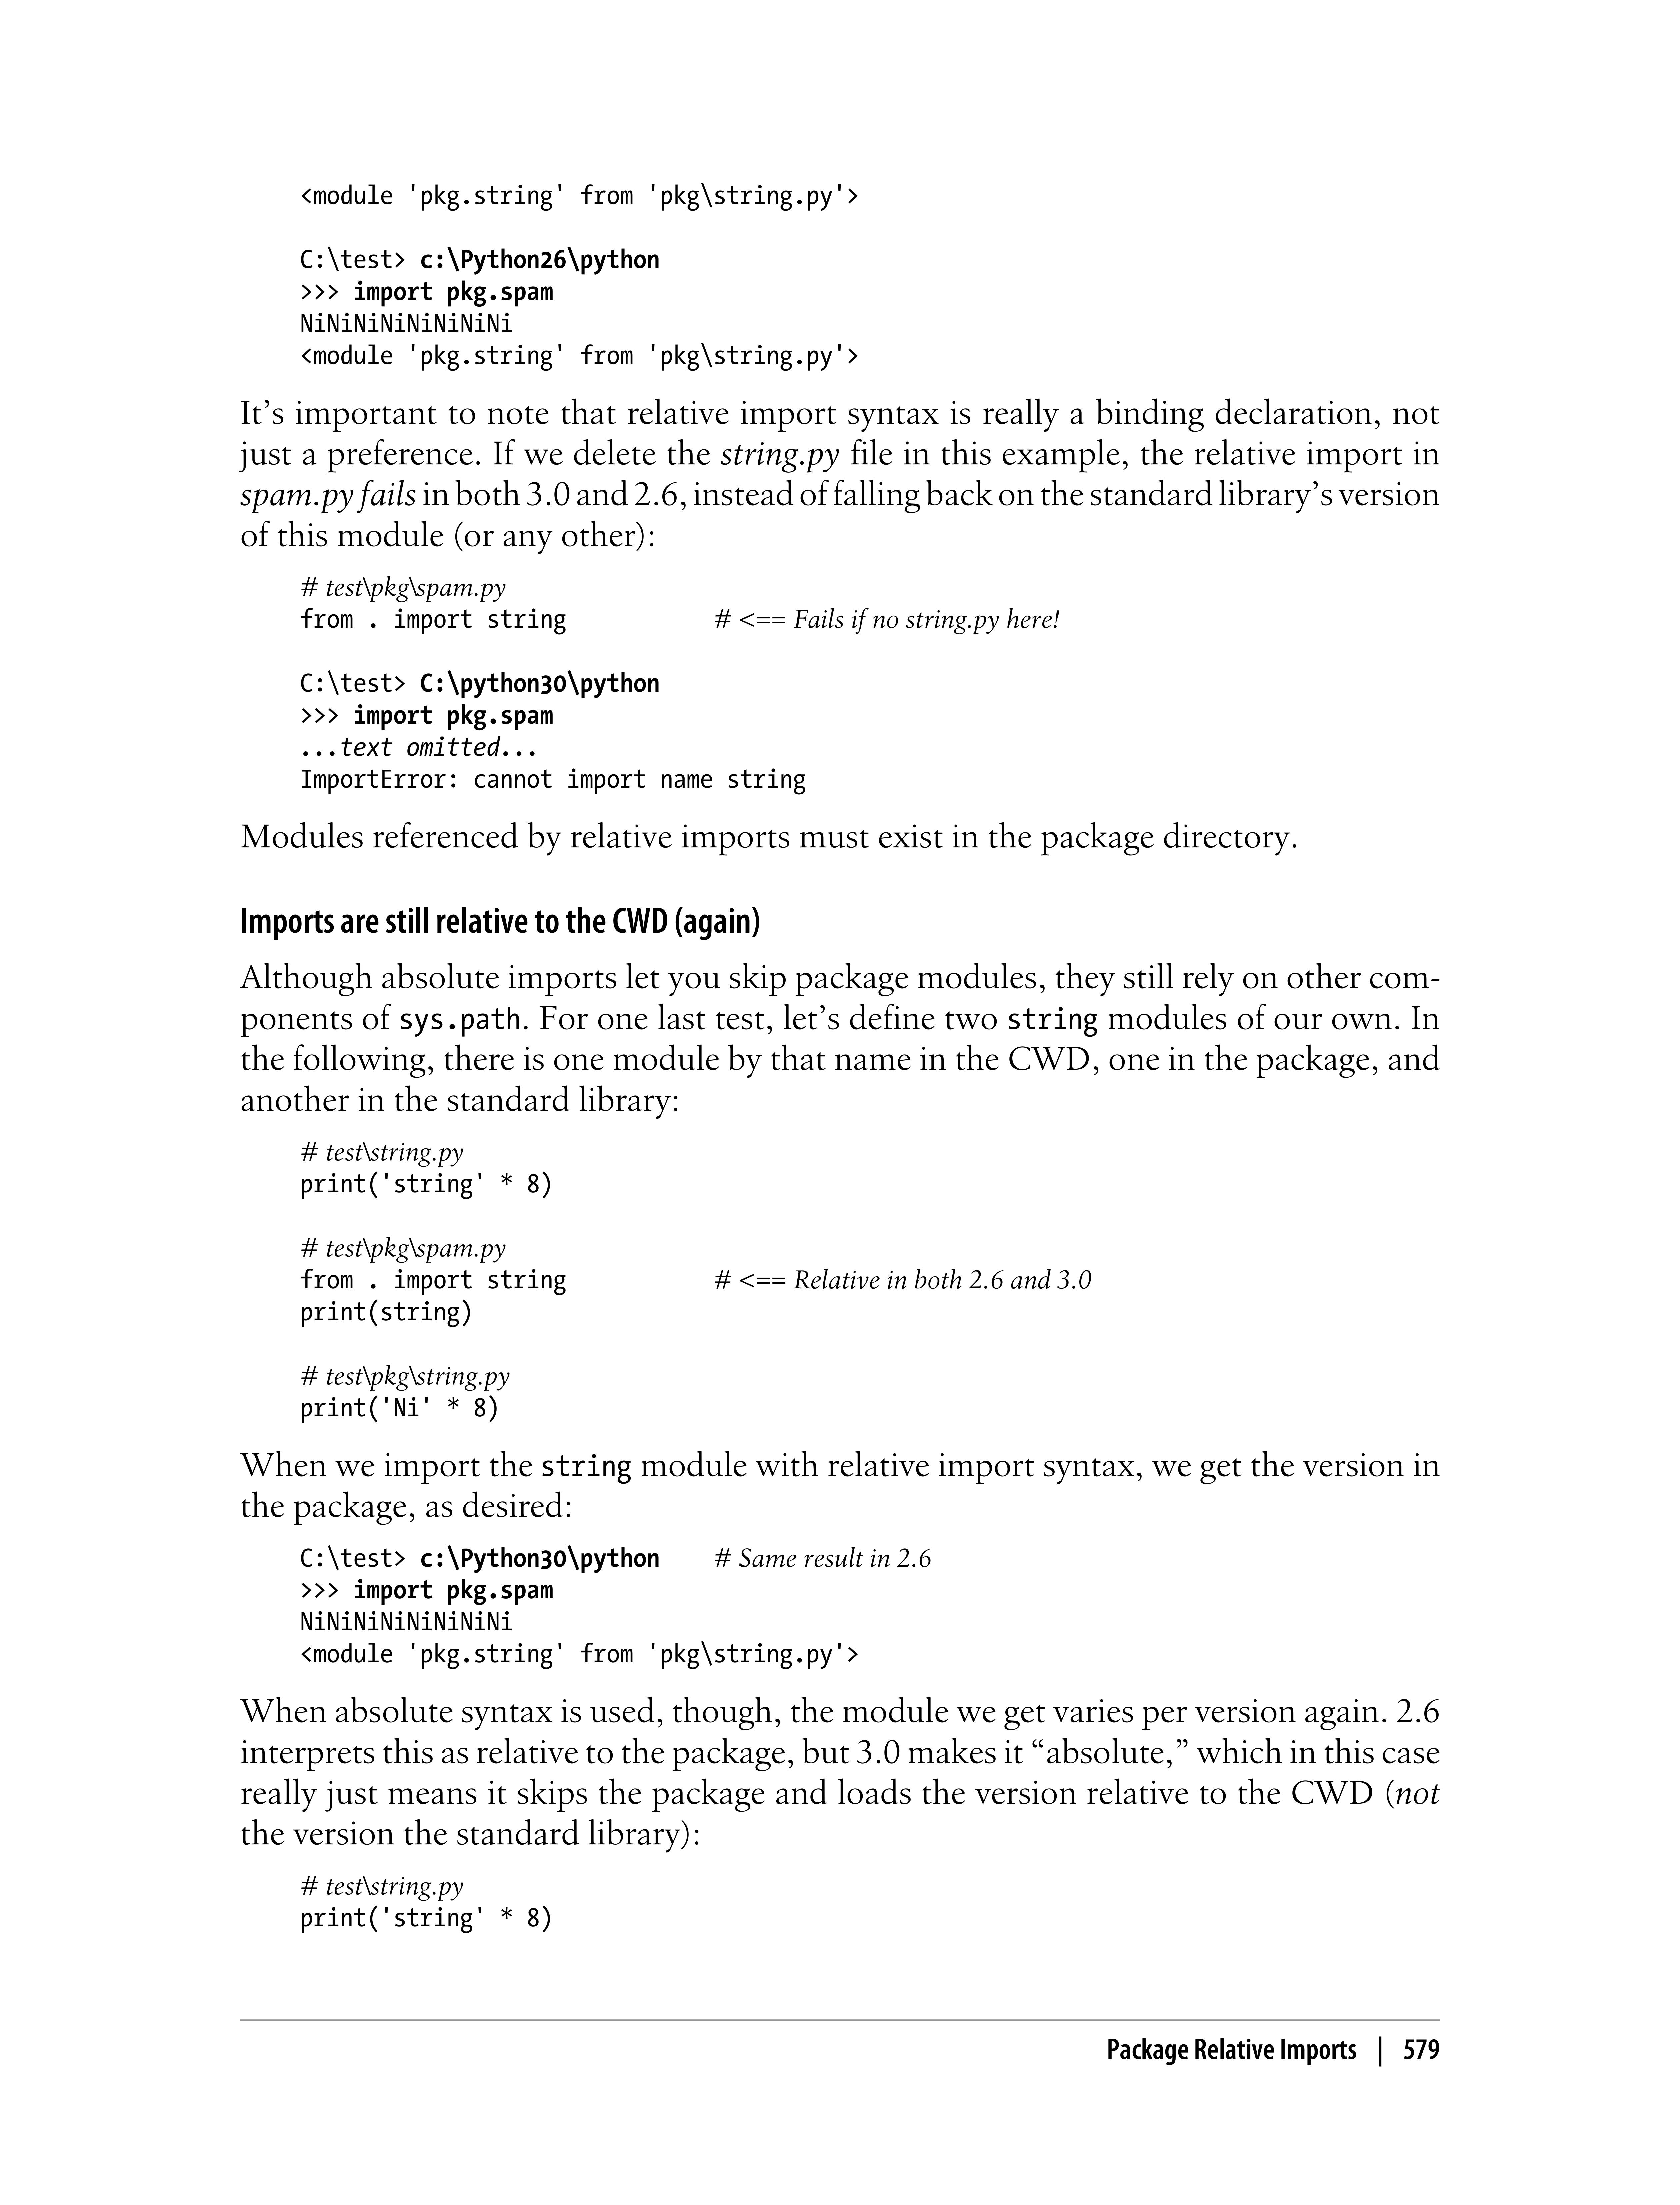 <module 'pkg.string' from 'pkg\string.py'>
C:\test> c:\Python26\python
>>> import pkg.spam
NiNiNiNiNiNiNiNi
<module 'pkg.string' from 'pkg\string.py'>
It’s important to note that relative import syntax is really a binding declaration, not
just a preference. If we delete the string.py file in this example, the relative import in
spam.py fails in both 3.0 and 2.6, instead of falling back on the standard library’s version
of this module (or any other):
# test\pkg\spam.py
from . import string # <== Fails if no string.py here!
C:\test> C:\python30\python
>>> import pkg.spam
...text omitted...
ImportError: cannot import name string
Modules referenced by relative imports must exist in the package directory.
Imports are still relative to the CWD (again)
Although absolute imports let you skip package modules, they still rely on other com-
ponents of sys.path. For one last test, let’s define two string modules of our own. In
the following, there is one module by that name in the CWD, one in the package, and
another in the standard library:
# test\string.py
print('string' * 8)
# test\pkg\spam.py
from . import string # <== Relative in both 2.6 and 3.0
print(string)
# test\pkg\string.py
print('Ni' * 8)
When we import the string module with relative import syntax, we get the version in
the package, as desired:
C:\test> c:\Python30\python # Same result in 2.6
>>> import pkg.spam
NiNiNiNiNiNiNiNi
<module 'pkg.string' from 'pkg\string.py'>
When absolute syntax is used, though, the module we get varies per version again. 2.6
interprets this as relative to the package, but 3.0 makes it “absolute,” which in this case
really just means it skips the package and loads the version relative to the CWD (not
the version the standard library):
# test\string.py
print('string' * 8)
Package Relative Imports | 579